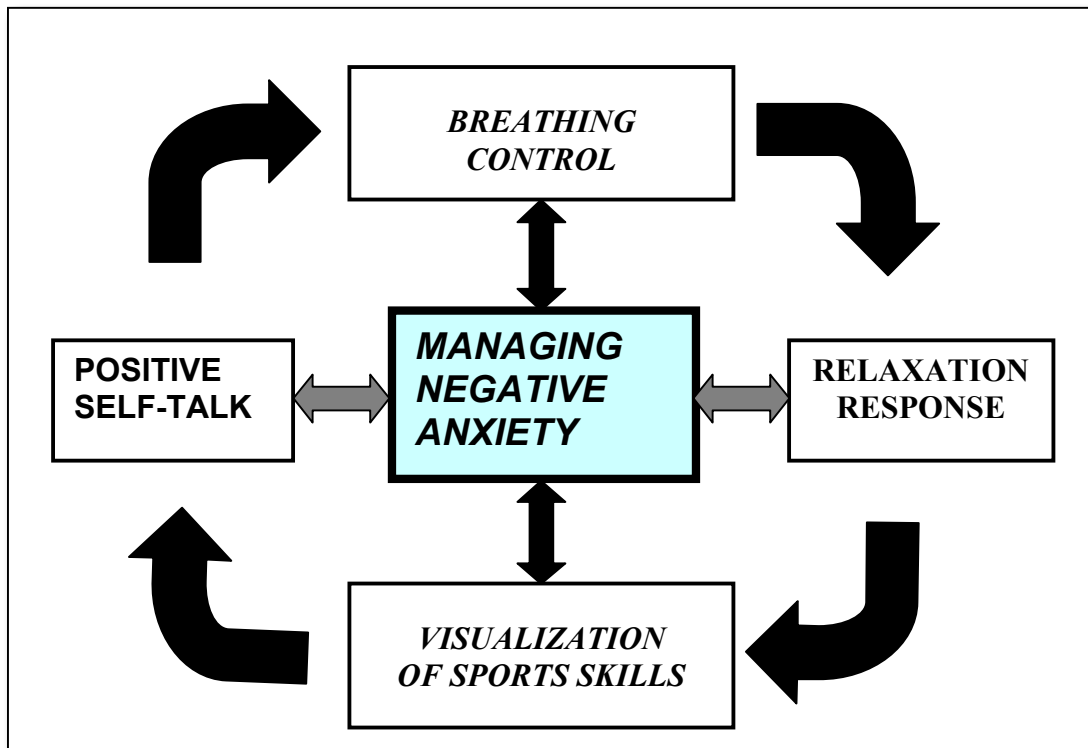 BREATHING
CONTROL
POSITIVE
SELF-TALK
MANAGING
NEGATIVE
ANXIETY
RELAXATION
RESPONSE
VISUALIZATION
OF SPORTS SKILLS